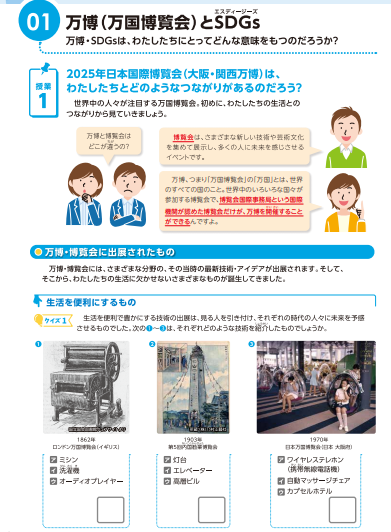 01
エスディージーズ
万博(万国博覧会)とSDGs
万博・SDGsは、わたしたちにとってどんな意味をもつのだろうか?
授業
1
2025年日本国際博覧会(大阪・関西万博)は、
わたしたちとどのようなつながりがあるのだろう?
世界中の人々が注目する万国博覧会。初めに、わたしたちの生活との
つながりから見ていきましょう。
万博と博覧会は
どこが違うの?
博覧会は、さまざまな新しい技術や芸術文化
を集めて展示し、多くの人に未来を感じさせる
イベントです。
万博、つまり「万国博覧会」の「万国」とは、世界
のすべての国のこと。世界中のいろいろな国々が
参加する博覧会で、博覧会国際事務局という国際
機関が認めた博覧会だけが、万博を開催すること
ができるんですよ。
万博・博覧会に出展されたもの
万博・博覧会には、さまざまな分野の、その当時の最新技術・アイデアが出展されます。そして、
そこから、わたしたちの生活に欠かせないさまざまなものが誕生してきました。
生活を便利にするもの
クイズ1
生活を便利で豊かにする技術の出展は、見る人を引き付け、それぞれの時代の人々に未来を予感
させるものでした。次の❶~❸は、それぞれどのような技術を紹介したものでしょうか。
❶
❷
❸
1862年
ロンドン万国博覧会(イギリス)
1903年
第5回内国勧業博覧会
1970年
日本万国博覧会(日本 大阪府)
ア ミシン
イ 洗濯機
ウ オーディオプレイヤー
ア 灯台
イ エレベーター
ウ 高層ビル
ア ワイヤレステレホン
(携帯無線電話機)
イ 自動マッサージチェア
ウ カプセルホテル